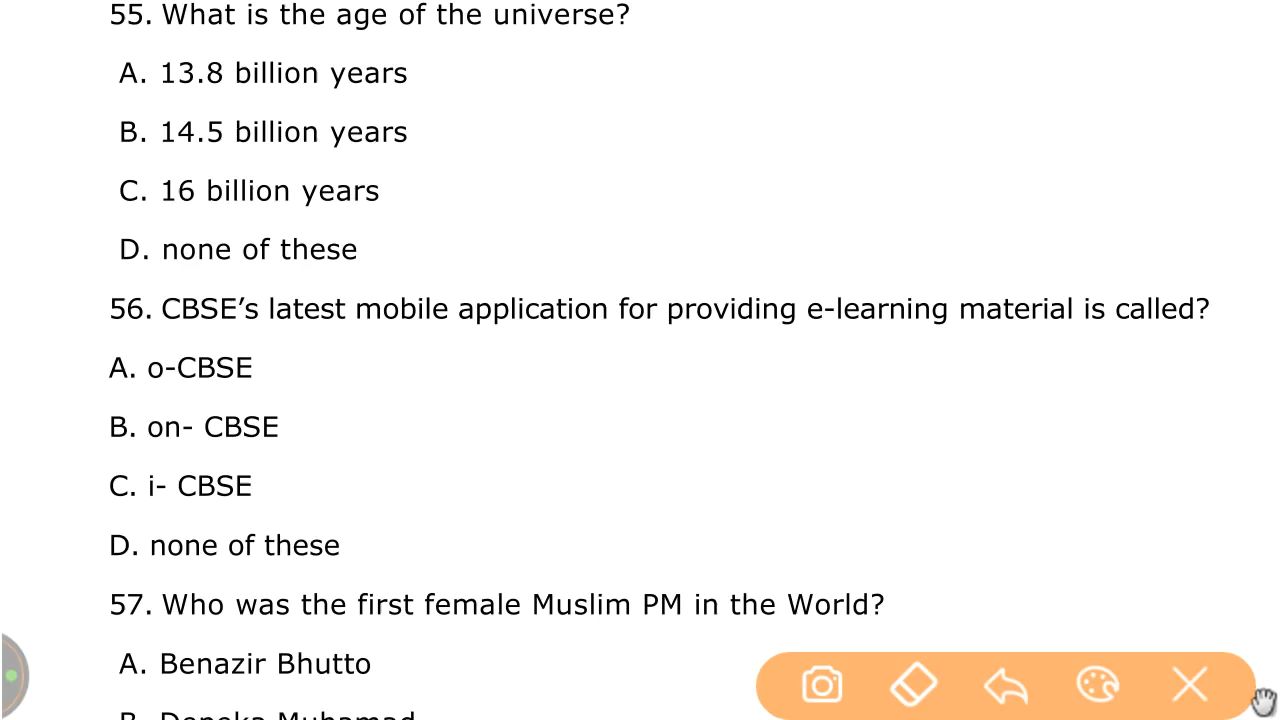 55. What is the age of the universe?
A. 13.8 billion years
B. 14.5 billion years
C. 16 billion years
D. none of these
56. CBSE’s latest mobile application for providing e-learning material is called?
A. o-CBSE
B. on- CBSE
C. i- CBSE
D. none of these
57. Who was the first female Muslim PM in the World?
A. Benazir Bhutto
B.